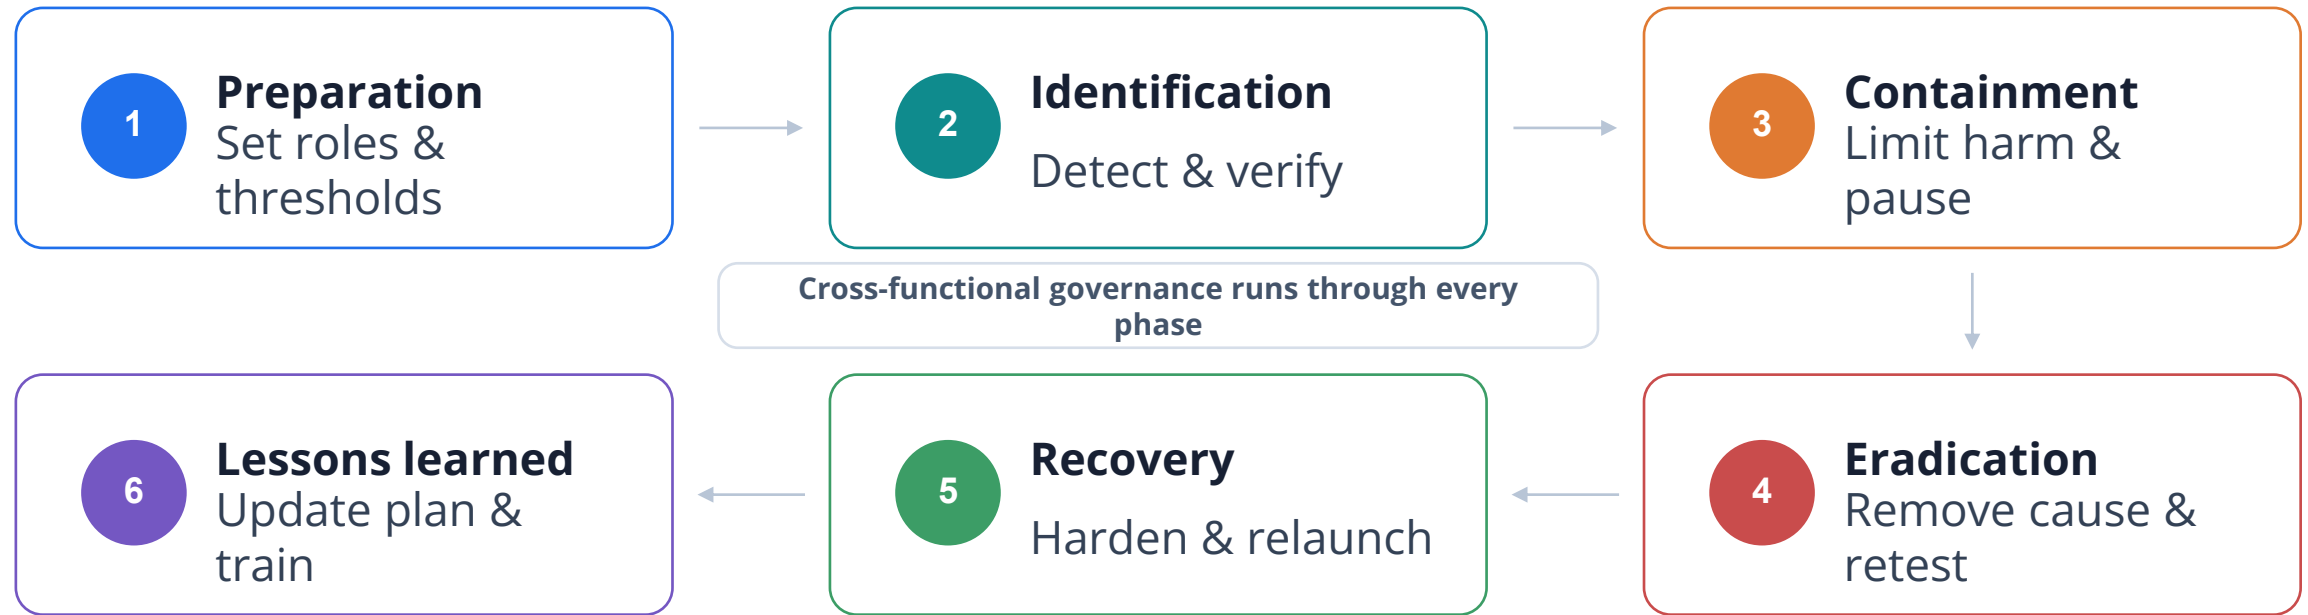 1
Preparation
Set roles &
thresholds
2
Identification
Detect & verify
3
Containment
Limit harm &
pause
Cross-functional governance runs through every
phase
6
Lessons learned
Update plan &
train
5
Recovery
Harden & relaunch
4
Eradication
Remove cause &
retest